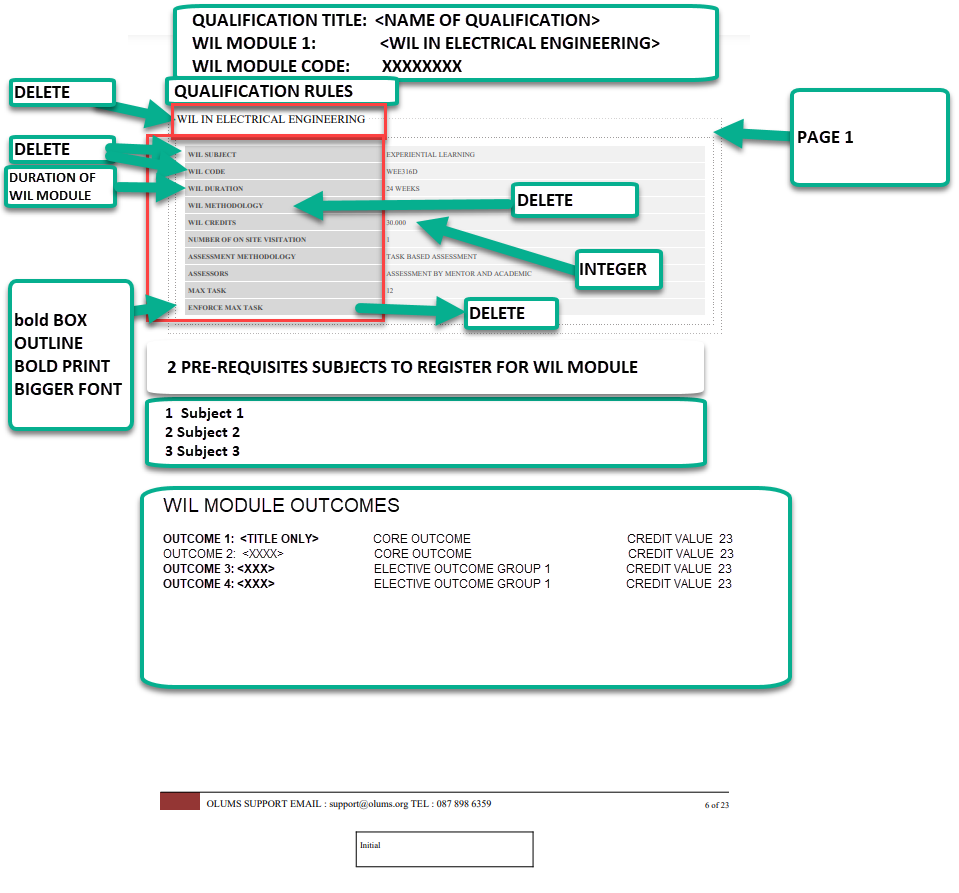 QUALIFICATION TITLE: <NAME OF QUALIFICATION>
WIL MODULE 1: <WIL IN ELECTRICAL ENGINEERING>
WIL MODULE CODE: XXXXXXXX
QUALIFICATION RULES
DELETE
WIL IN ELECTRICAL ENGINEERING
PAGE 1
DELETE
WIL SUBJECT EXPERIENTIAL LEARNING
WIL CODE WEE316D
DURATION OF
WIL MODULE
WIL DURATION 24 WEEKS
WIL METHODOLOGY
DELETE
WIL CREDITS 30.000
NUMBER OF ON SITE VISITATION 1
ASSESSMENT METHODOLOGY TASK BASED ASSESSMENT
INTEGER
ASSESSORS ASSESSMENT BY MENTOR AND ACADEMIC
MAX TASK 12
ENFORCE MAX TASK
DELETE
bold BOX
OUTLINE
BOLD PRINT
BIGGER FONT
2 PRE-REQUISITES SUBJECTS TO REGISTER FOR WIL MODULE
1 Subject 1
2 Subject 2
3 Subject 3
WIL MODULE OUTCOMES
OUTCOME 1: <TITLE ONLY> CORE OUTCOME CREDIT VALUE 23
OUTCOME 2: <XXXX> CORE OUTCOME CREDIT VALUE 23
OUTCOME 3: <XXX> ELECTIVE OUTCOME GROUP 1 CREDIT VALUE 23
OUTCOME 4: <XXX> ELECTIVE OUTCOME GROUP 1 CREDIT VALUE 23
OLUMS SUPPORT EMAIL : support@olums.org TEL : 087 898 6359 6 of 23
Initial